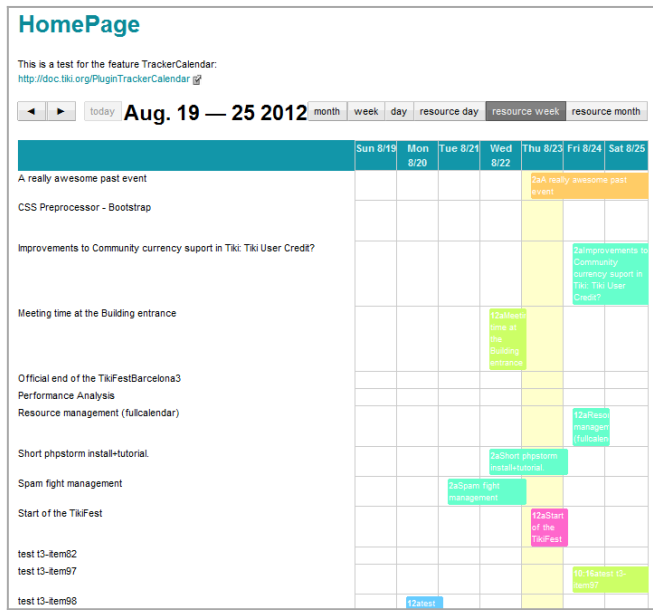 HomePage
This is a test for the feature TrackerCalendar:
http://doc.tiki.org/PluginTrackerCalendar
today Aug. 19 — 25 2012 month week day resource day resource week resource month
Sun 8/19 Mon 8/20 Tue 8/21 Wed 8/22 Thu 8/23 Fri 8/24 Sat 8/25
A really awesome past event
2aA really awesome past
event
CSS Preprocessor - Bootstrap
Improvements to Community currency suport in Tiki: Tiki User Credit?
2aImprovements to
Community
currency suport in
Tiki: Tiki User
Credit?
Meeting time at the Building entrance
12aMeetin
time at
the
Building
entrance
Official end of the TikiFestBarcelona3
Performance Analysis
Resource management (fullcalendar)
12aReso
managem
(fullcalen
Short phpstorm install+tutorial.
2aShort phpstorm
install+tutorial.
Spam fight management
2aSpam fight
management
Start of the TikiFest
12aStart
of the
TikiFest
test t3-item82
test t3-item97
10:16atest t3-
item97
test t3-item98
12atest